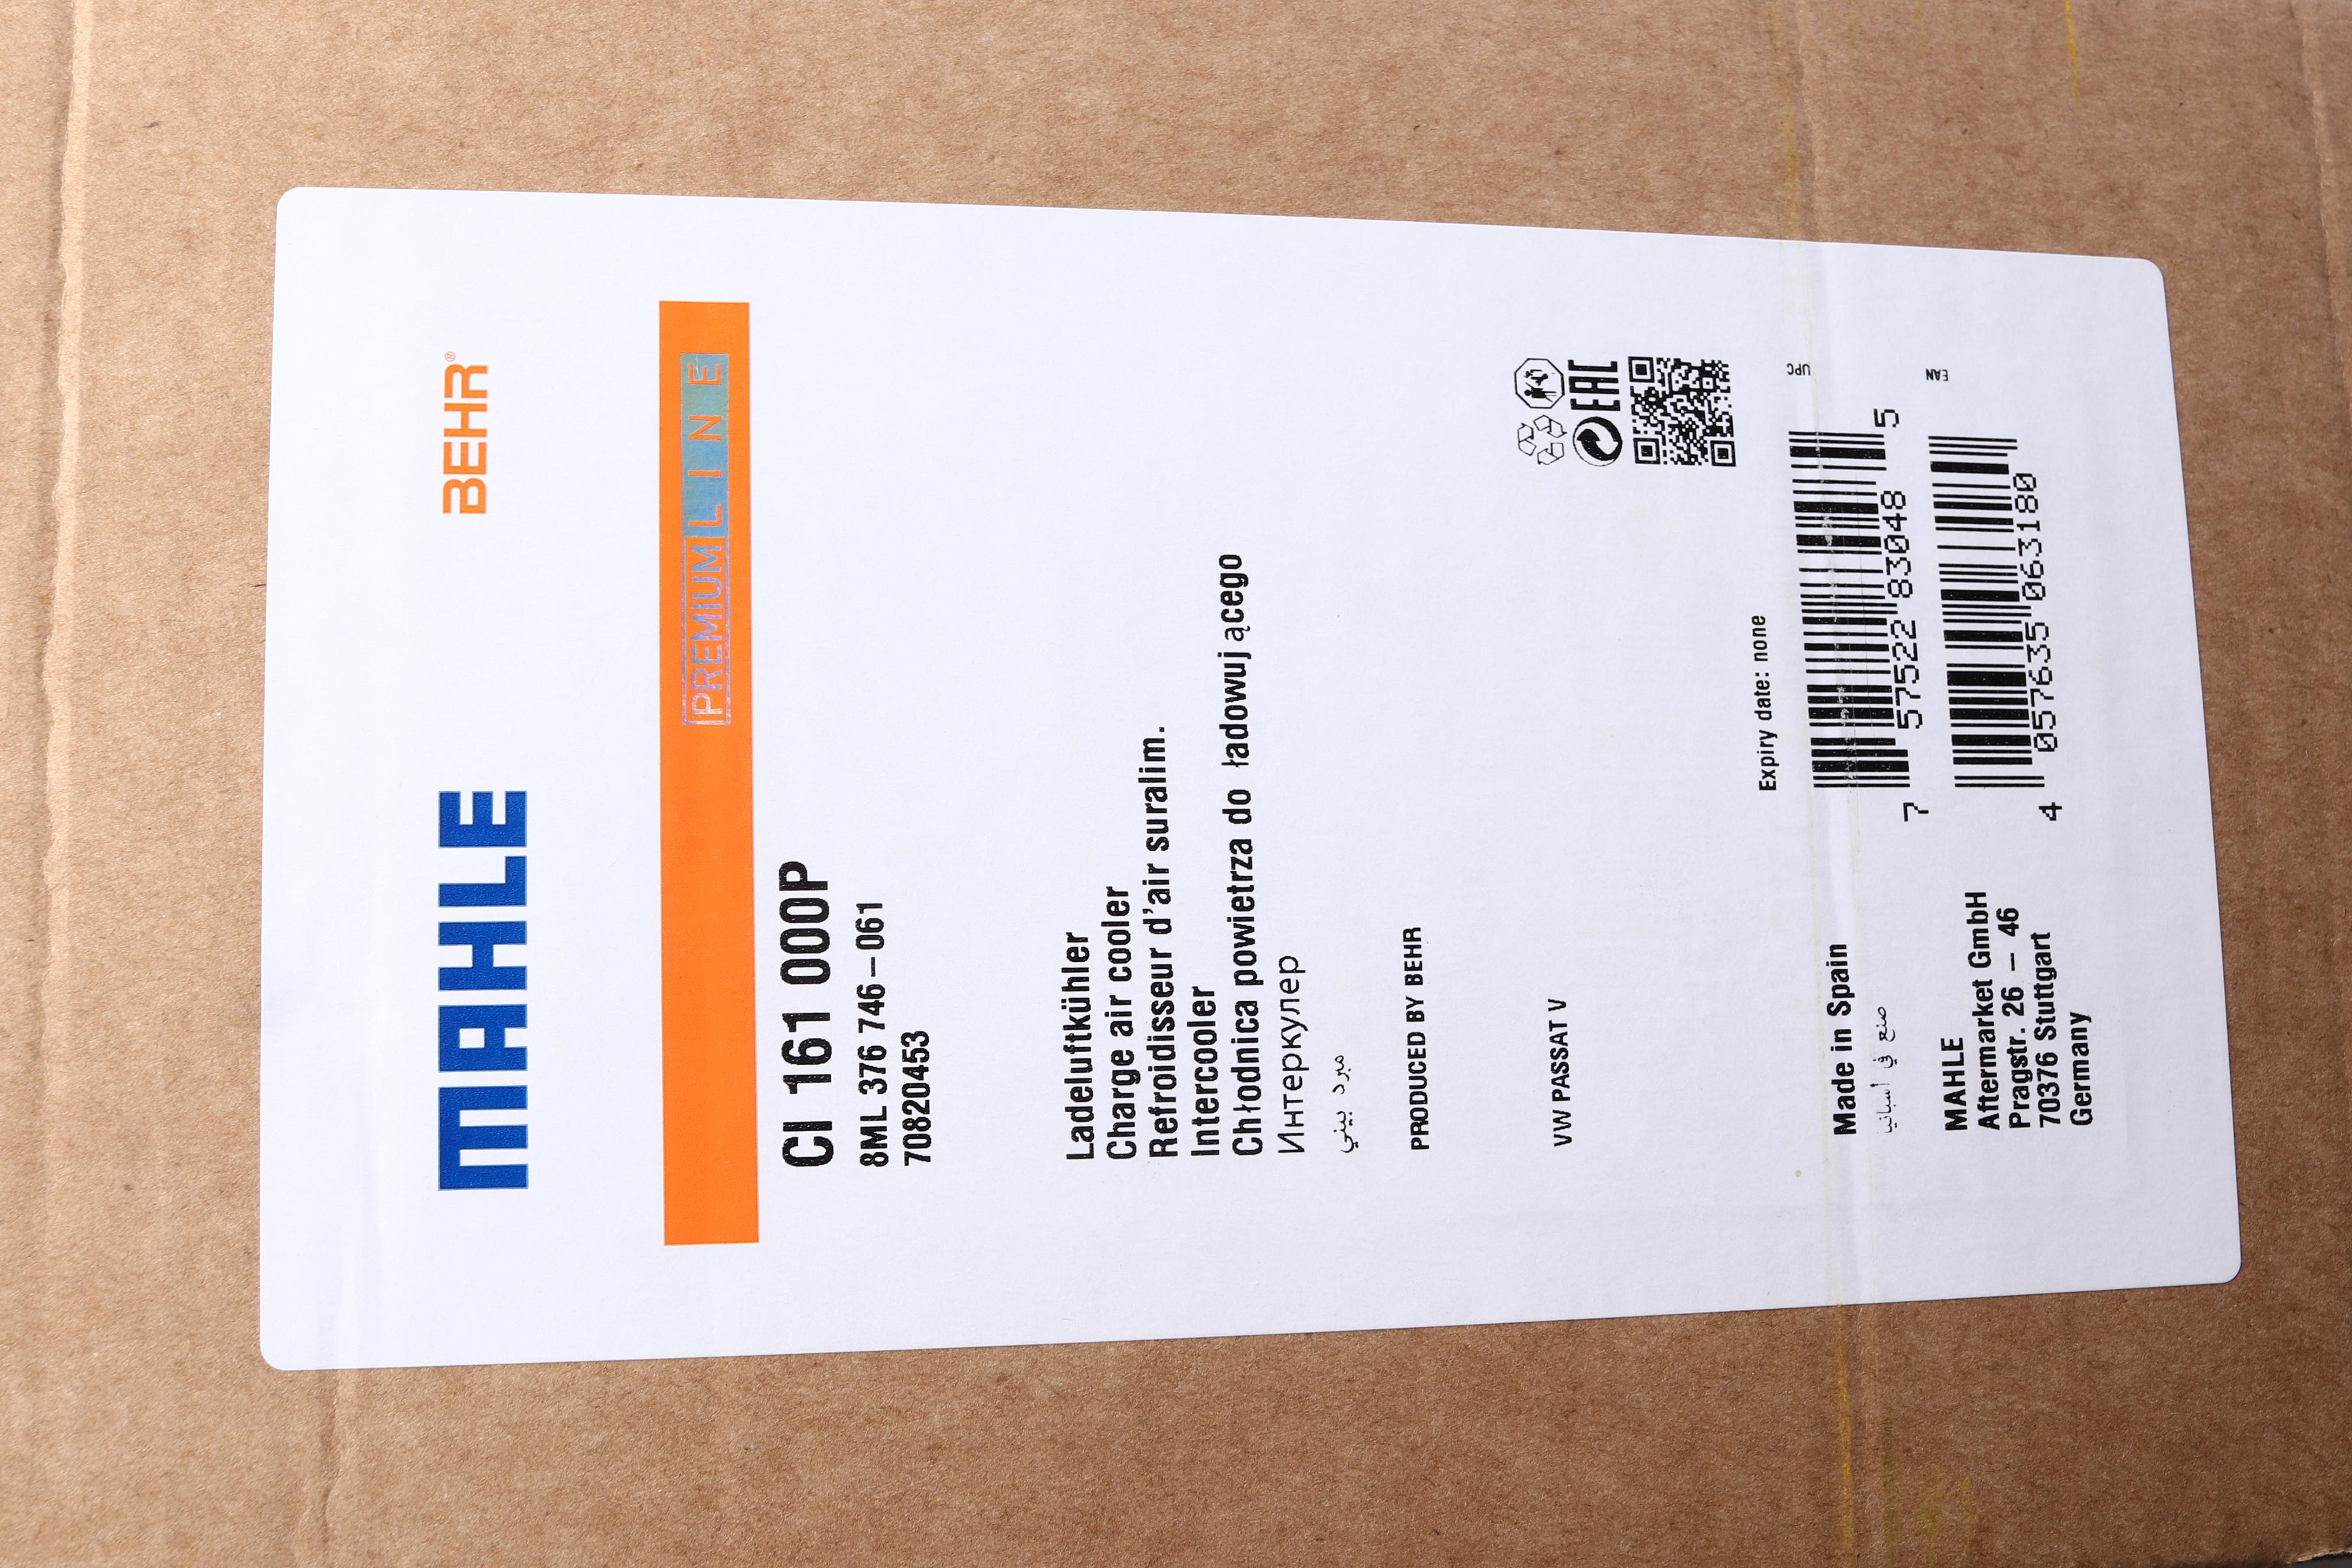 MAHLE
BEHR®
PREMIUM LINE
CI 161 000P
8ML 376 746-061
708204​53
Ladeluftkühler
Charge air cooler
Refroidisseur d'air suralim.
Intercooler
Chłodnica powietrza do ładowującego
Интеркулер
مبرد بيني
PRODUCED BY BEHR
VW PASSAT V
EAC
Expiry date: none
Made in Spain
صنع في أسبانيا
UPC
7 57522 83048 5
EAN
4 057635 063180
MAHLE
Aftermarket GmbH
Pragstr. 26 – 46
70376 Stuttgart
Germany